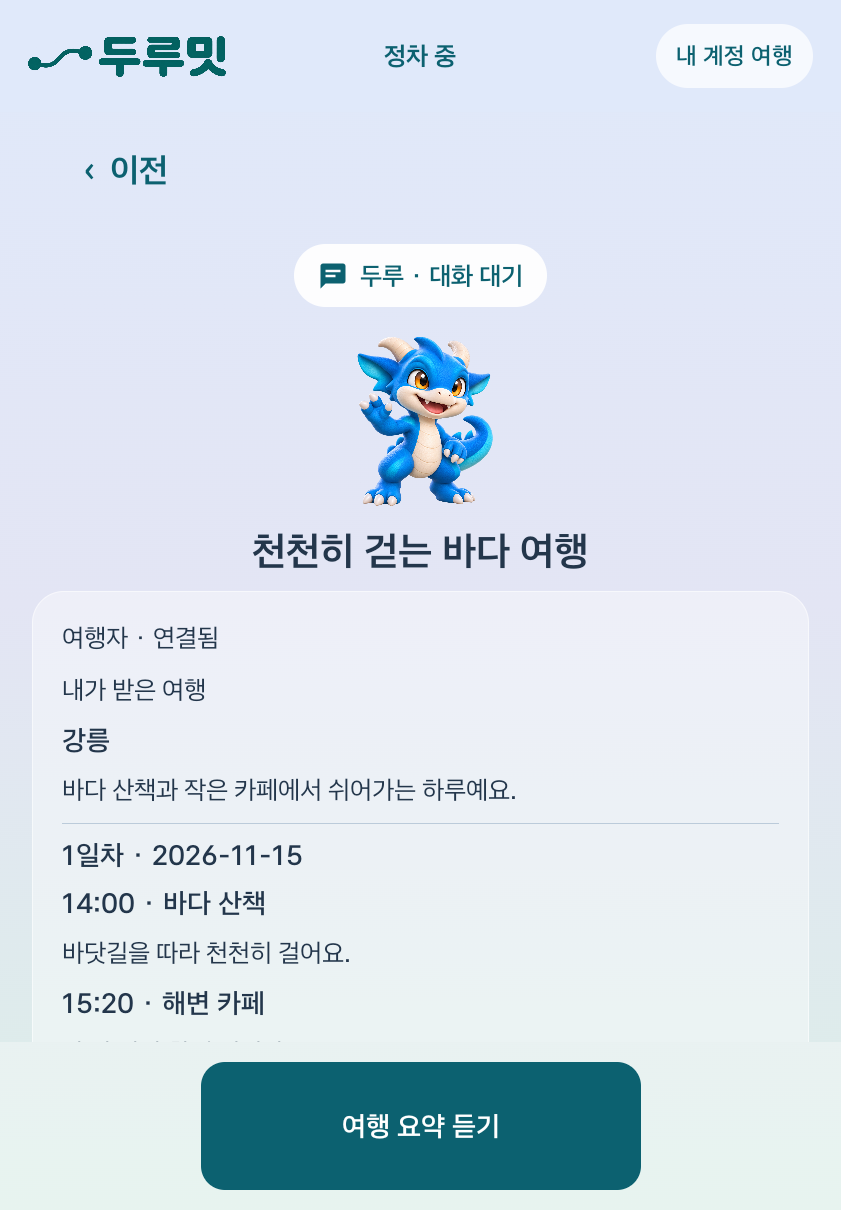 두루밋
정차 중
내 계정 여행
‹ 이전
두루 · 대화 대기
천천히 걷는 바다 여행
여행자 · 연결됨
내가 받은 여행
강릉
바다 산책과 작은 카페에서 쉬어가는 하루예요.
1일차 · 2026-11-15
14:00 · 바다 산책
바닷길을 따라 천천히 걸어요.
15:20 · 해변 카페
여행 요약 듣기